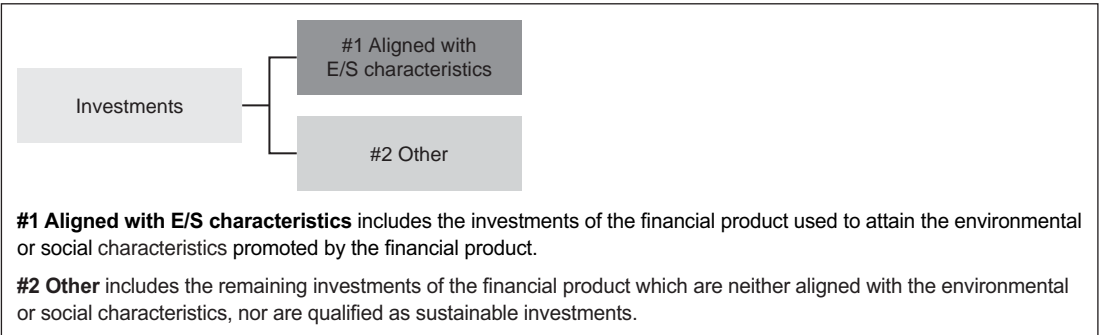 #1 Aligned with
E/S characteristics
Investments
#2 Other
#1 Aligned with E/S characteristics includes the investments of the financial product used to attain the environmental
or social characteristics promoted by the financial product.
#2 Other includes the remaining investments of the financial product which are neither aligned with the environmental
or social characteristics, nor are qualified as sustainable investments.